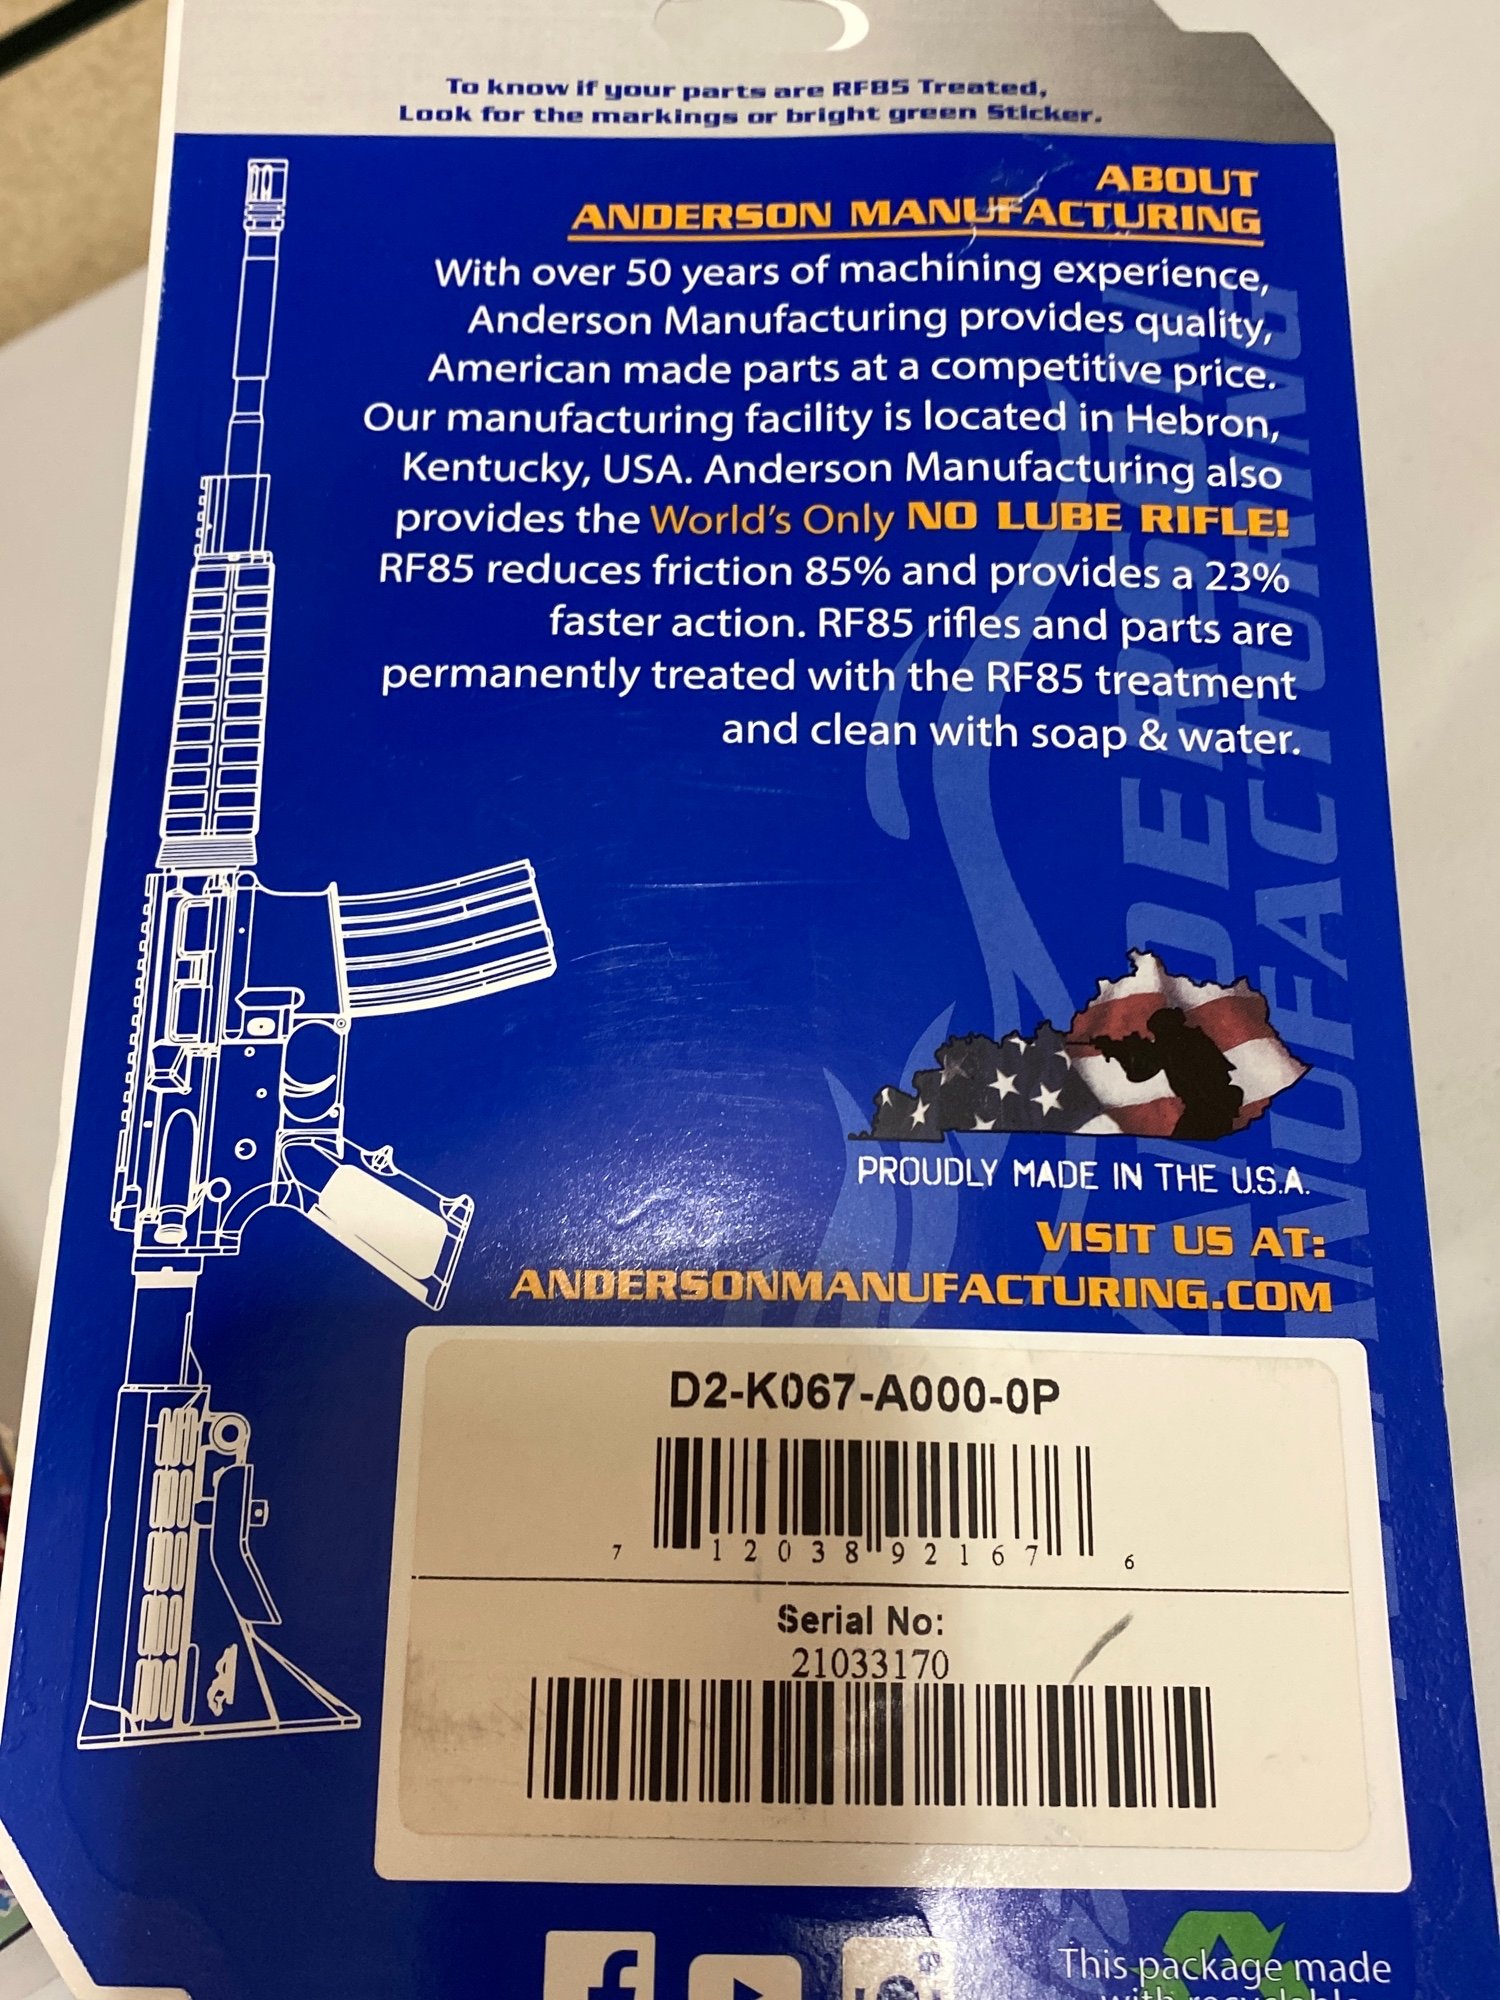 To know if your parts are RF85 Treated,
Look for the markings or bright green Sticker.
ABOUT
ANDERSON MANUFACTURING
With over 50 years of machining experience,
Anderson Manufacturing provides quality,
American made parts at a competitive price.
Our manufacturing facility is located in Hebron,
Kentucky, USA. Anderson Manufacturing also
provides the World's Only NO LUBE RIFLE!
RF85 reduces friction 85% and provides a 23%
faster action. RF85 rifles and parts are
permanently treated with the RF85 treatment
and clean with soap & water.
ANDERSON
MANUFACTURING
PROUDLY MADE IN THE U.S.A.
VISIT US AT:
ANDERSONMANUFACTURING.COM
D2-K067-A000-0P
7 12038 92167 6
Serial No:
21033170
This package made
with recyclable